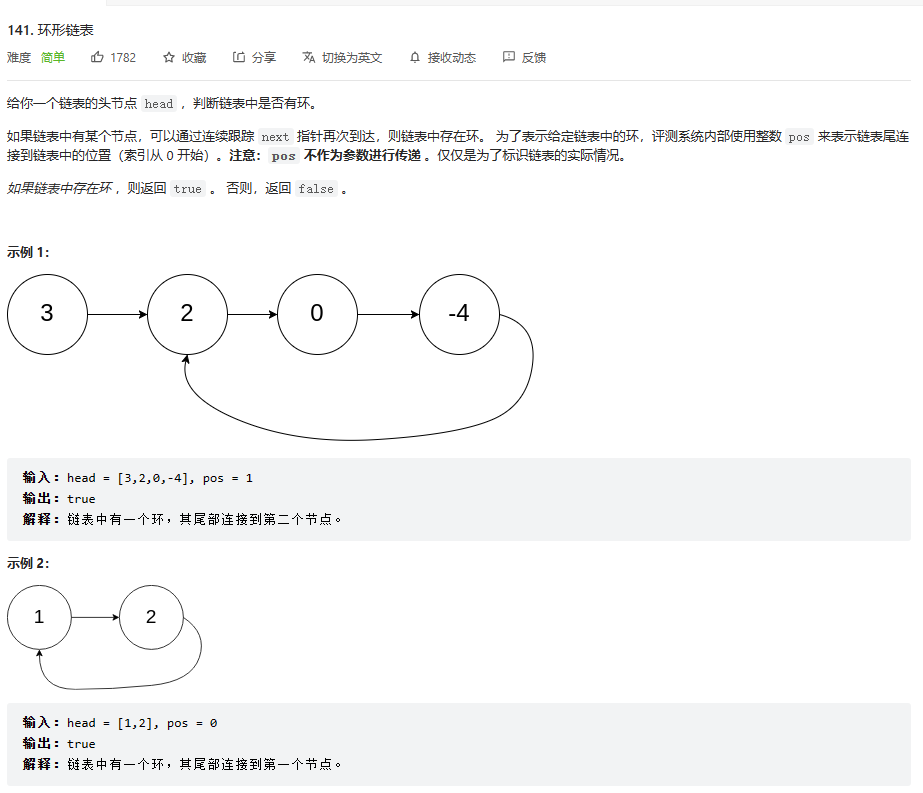 141. 环形链表
难度 简单 1782 收藏 分享 切换为英文 接收动态 反馈
给你一个链表的头节点 head ，判断链表中是否有环。
如果链表中有某个节点，可以通过连续跟踪 next 指针再次到达，则链表中存在环。 为了表示给定链表中的环，评测系统内部使用整数 pos 来表示链表尾连
接到链表中的位置（索引从 0 开始）。注意：pos 不作为参数进行传递 。仅仅是为了标识链表的实际情况。
如果链表中存在环 ，则返回 true 。 否则，返回 false 。
示例 1：
3 2 0 -4
输入：head = [3,2,0,-4], pos = 1
输出：true
解释：链表中有一个环，其尾部连接到第二个节点。
示例 2：
1 2
输入：head = [1,2], pos = 0
输出：true
解释：链表中有一个环，其尾部连接到第一个节点。